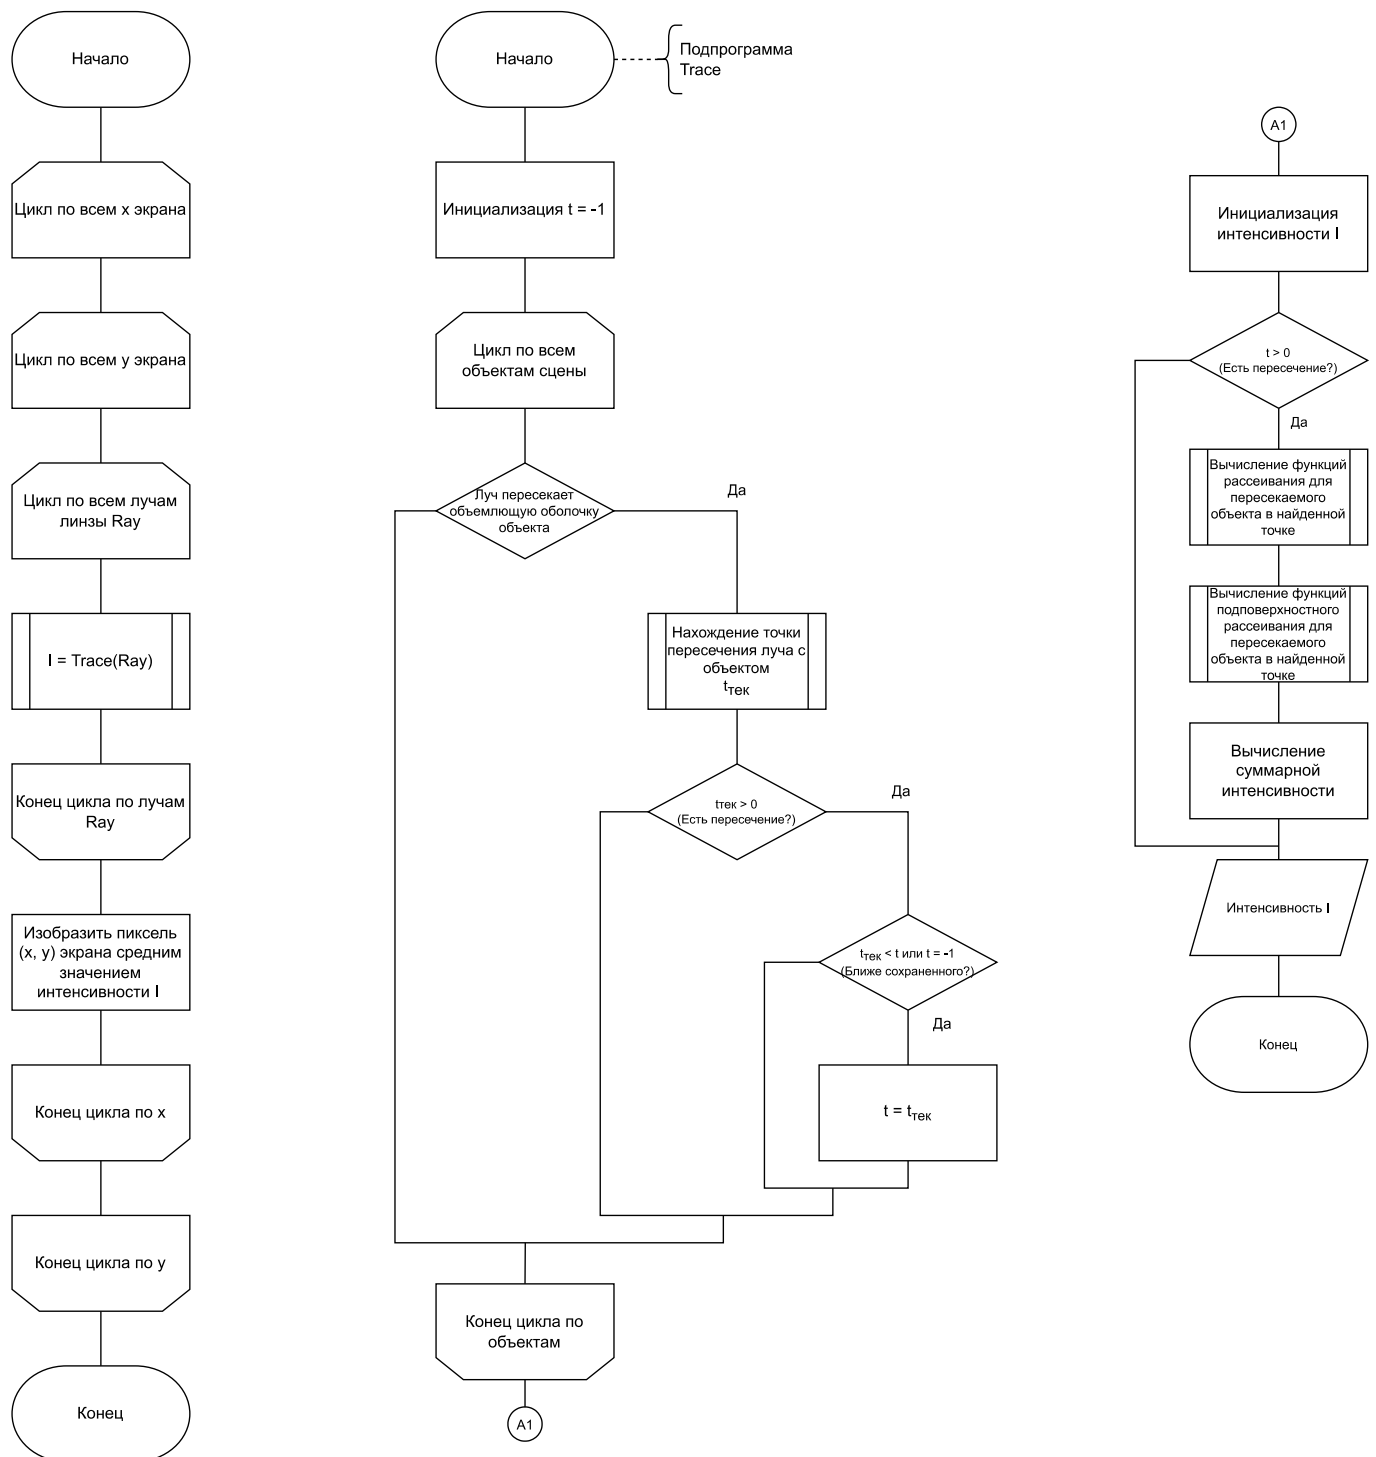 Начало
Цикл по всем x экрана
Цикл по всем y экрана
Цикл по всем лучам
линзы Ray
I = Trace(Ray)
Конец цикла по лучам
Ray
Изобразить пиксель
(x, y) экрана средним
значением
интенсивности I
Конец цикла по x
Конец цикла по y
Конец
Начало
Подпрограмма
Trace
Инициализация t = -1
Цикл по всем
объектам сцены
Луч пересекает
объемлющую оболочку
объекта
Да
Нахождение точки
пересечения луча с
объектом
tтек
tтек > 0
(Есть пересечение?)
Да
tтек < t или t = -1
(Ближе сохраненного?)
Да
t = tтек
Конец цикла по
объектам
A1
A1
Инициализация
интенсивности I
t > 0
(Есть пересечение?)
Да
Вычисление функций
рассеивания для
пересекаемого
объекта в найденной
точке
Вычисление функций
подповерхностного
рассеивания для
пересекаемого
объекта в найденной
точке
Вычисление
суммарной
интенсивности
Интенсивность I
Конец